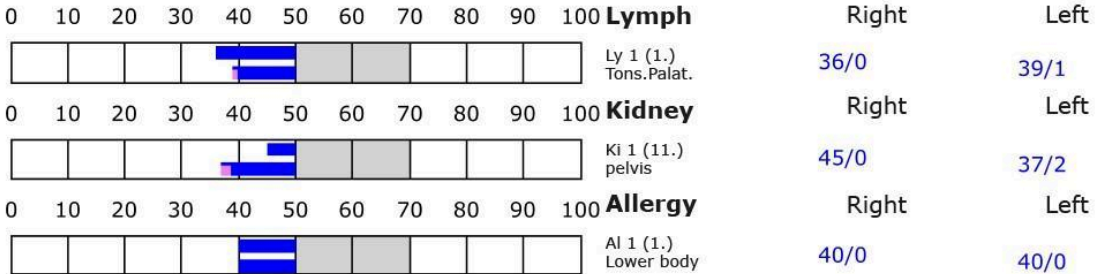 0 10 20 30 40 50 60 70 80 90 100 Lymph Right Left
Ly 1 (1.) 36/0 39/1
Tons.Palat.
0 10 20 30 40 50 60 70 80 90 100 Kidney Right Left
Ki 1 (11.) 45/0 37/2
pelvis
0 10 20 30 40 50 60 70 80 90 100 Allergy Right Left
Al 1 (1.) 40/0 40/0
Lower body